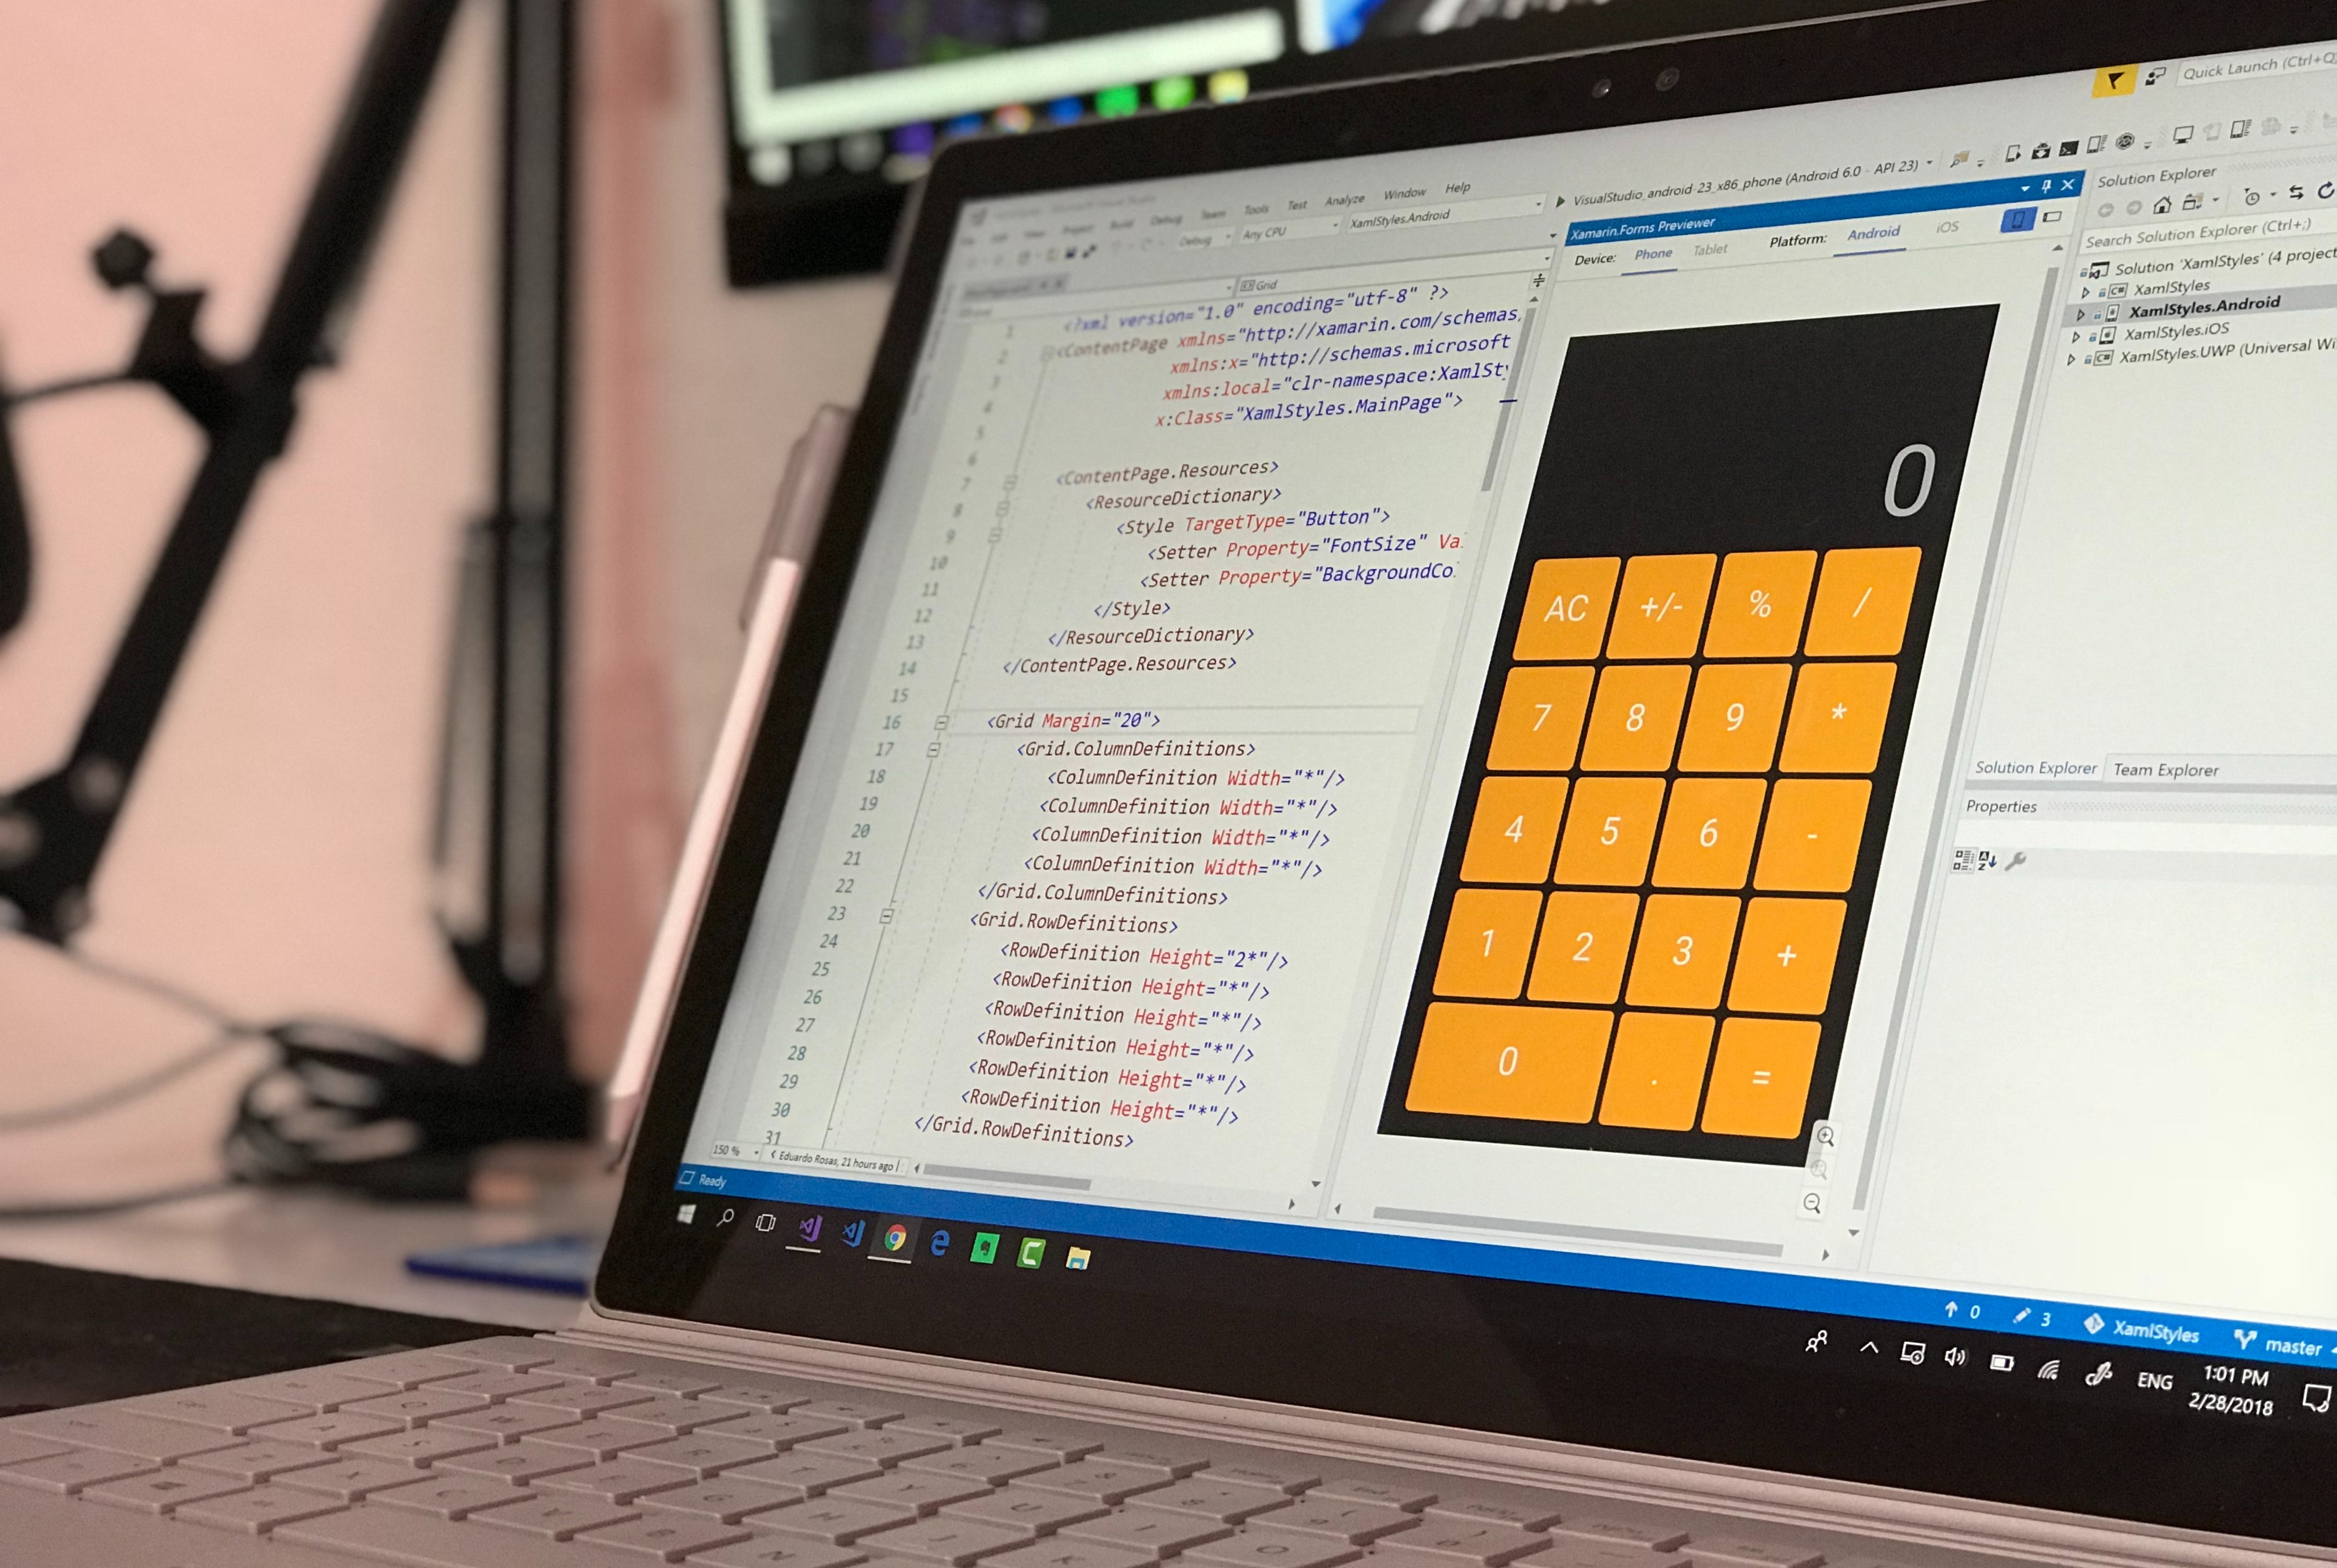 Quick Launch (Ctrl+Q)
Tools Test Analyze Window Help
Debug Any CPU XamlStyles.Android VisualStudio_android-23_x86_phone (Android 6.0 - API 23)
Grid
1 <?xml version="1.0" encoding="utf-8" ?>
2 <ContentPage xmlns="http://xamarin.com/schemas,
3 xmlns:x="http://schemas.microsoft
4 xmlns:local="clr-namespace:XamlSty
5 x:Class="XamlStyles.MainPage">
6
7 <ContentPage.Resources>
8 <ResourceDictionary>
9 <Style TargetType="Button">
10 <Setter Property="FontSize" Va
11 <Setter Property="BackgroundCo
12 </Style>
13 </ResourceDictionary>
14 </ContentPage.Resources>
15
16 <Grid Margin="20">
17 <Grid.ColumnDefinitions>
18 <ColumnDefinition Width="*"/>
19 <ColumnDefinition Width="*"/>
20 <ColumnDefinition Width="*"/>
21 <ColumnDefinition Width="*"/>
22 </Grid.ColumnDefinitions>
23 <Grid.RowDefinitions>
24 <RowDefinition Height="2*"/>
25 <RowDefinition Height="*"/>
26 <RowDefinition Height="*"/>
27 <RowDefinition Height="*"/>
28 <RowDefinition Height="*"/>
29 <RowDefinition Height="*"/>
30 </Grid.RowDefinitions>
31
150 % Eduardo Rosas, 21 hours ago |
Ready
Xamarin.Forms Previewer
Device: Phone Tablet Platform: Android iOS
0
AC +/- % /
7 8 9 *
4 5 6 -
1 2 3 +
0 . =
Solution Explorer
Search Solution Explorer (Ctrl+;)
Solution 'XamlStyles' (4 project
XamlStyles
XamlStyles.Android
XamlStyles.iOS
XamlStyles.UWP (Universal Wi
Solution Explorer Team Explorer
Properties
0 3 XamlStyles master
ENG 1:01 PM
2/28/2018